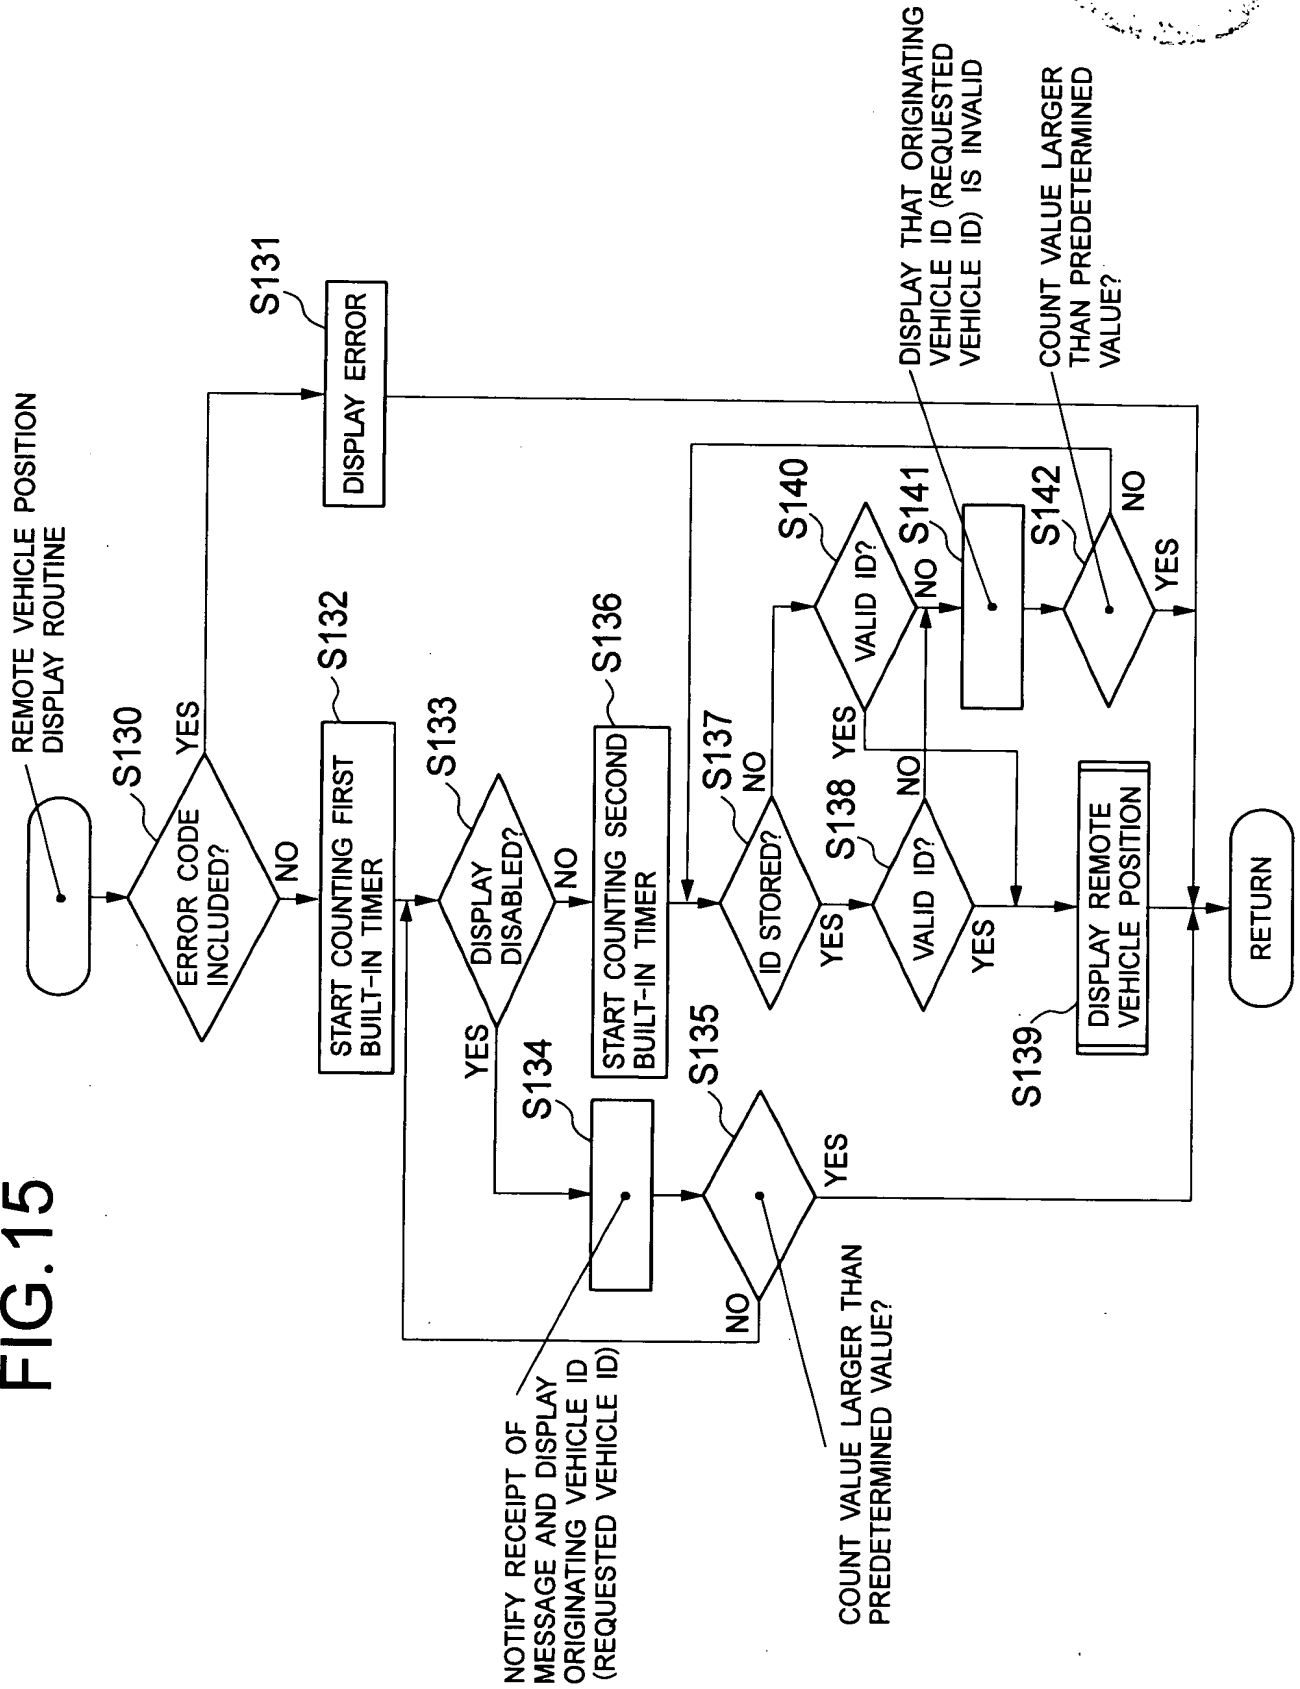 FIG.15
REMOTE VEHICLE POSITION
DISPLAY ROUTINE
S130
ERROR CODE
INCLUDED?
YES
NO
S131
DISPLAY ERROR
S132
START COUNTING FIRST
BUILT-IN TIMER
S133
DISPLAY
DISABLED?
YES
NO
S134
NOTIFY RECEIPT OF
MESSAGE AND DISPLAY
ORIGINATING VEHICLE ID
(REQUESTED VEHICLE ID)
S135
NO
YES
COUNT VALUE LARGER THAN
PREDETERMINED VALUE?
S136
START COUNTING SECOND
BUILT-IN TIMER
S137
ID STORED?
NO
YES
S138
VALID ID?
NO
YES
S139
DISPLAY REMOTE
VEHICLE POSITION
S140
VALID ID?
YES
NO
S141
DISPLAY THAT ORIGINATING
VEHICLE ID (REQUESTED
VEHICLE ID) IS INVALID
S142
COUNT VALUE LARGER
THAN PREDETERMINED
VALUE?
NO
YES
RETURN